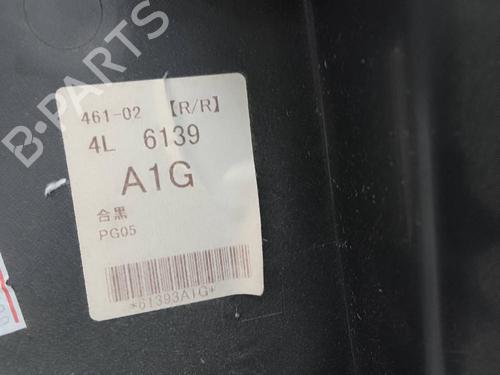 B-PARTS
461-02 【R/R】
4L 6139
A1G
合黒
PG05
*61393A1G*